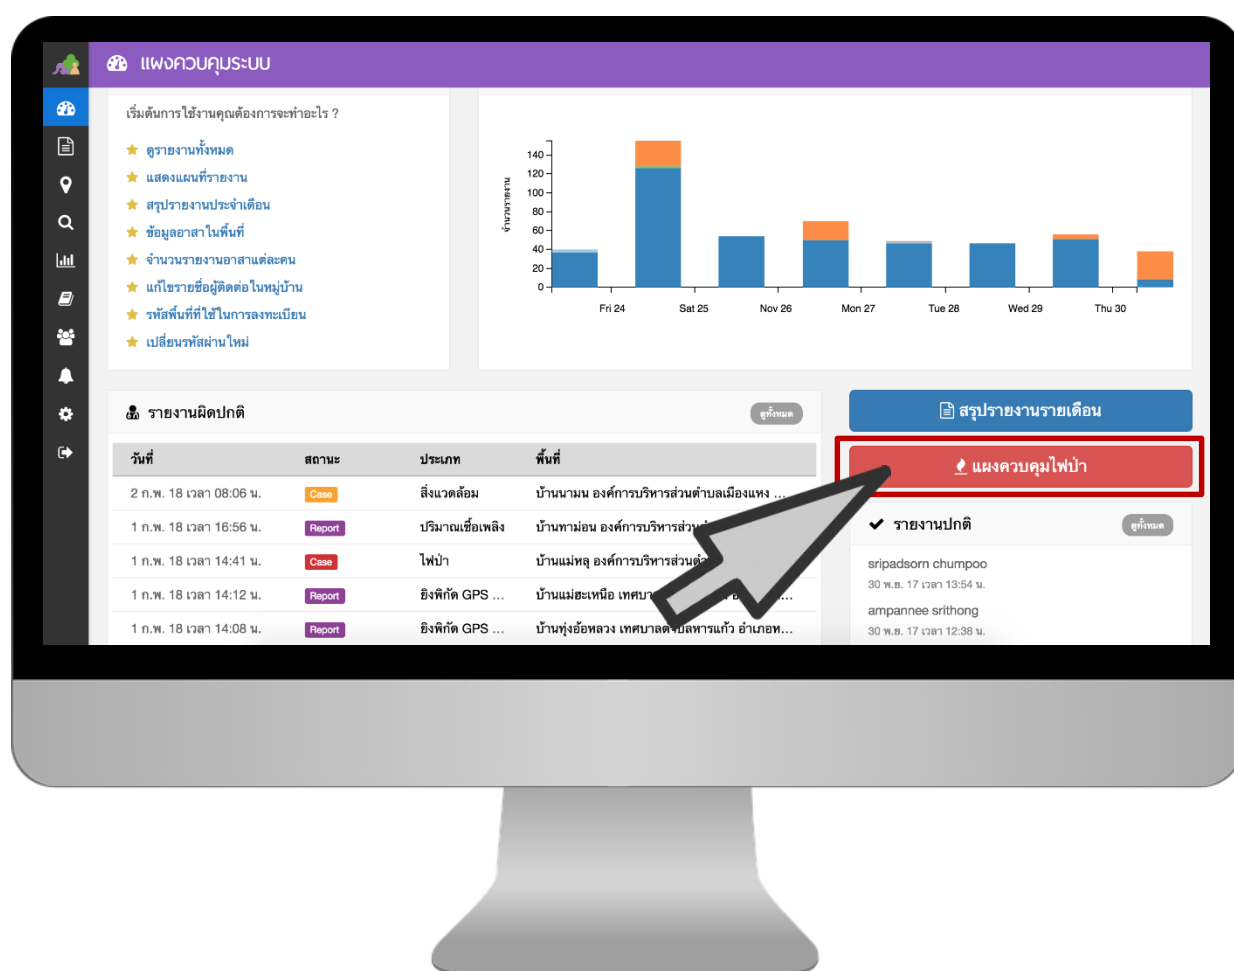 แผงควบคุมระบบ
เริ่มต้นการใช้งานคุณต้องการจะทำอะไร ?
ดูรายงานทั้งหมด
แสดงแผนที่รายงาน
สรุปรายงานประจำเดือน
ข้อมูลอาสาในพื้นที่
จำนวนรายงานอาสาแต่ละคน
แก้ไขรายชื่อผู้ติดต่อในหมู่บ้าน
รหัสพื้นที่ที่ใช้ในการลงทะเบียน
เปลี่ยนรหัสผ่านใหม่
จำนวนรายงาน
140
120
100
80
60
40
20
0
Fri 24 Sat 25 Nov 26 Mon 27 Tue 28 Wed 29 Thu 30
รายงานผิดปกติ ดูทั้งหมด
วันที่ สถานะ ประเภท พื้นที่
2 ก.พ. 18 เวลา 08:06 น. Case สิ่งแวดล้อม บ้านนามน องค์การบริหารส่วนตำบลเมืองแหง ...
1 ก.พ. 18 เวลา 16:56 น. Report ปริมาณเชื้อเพลิง บ้านทาม่อน องค์การบริหารส่วน
1 ก.พ. 18 เวลา 14:41 น. Case ไฟป่า บ้านแม่หลุ องค์การบริหารส่วน
1 ก.พ. 18 เวลา 14:12 น. Report ยิงพิกัด GPS ... บ้านแม่ฮะเหนือ ...
1 ก.พ. 18 เวลา 14:08 น. Report ยิงพิกัด GPS ... บ้านทุ่งอ้อหลวง เทศบาลตำบลหารแก้ว อำเภอห...
สรุปรายงานรายเดือน
แผงควบคุมไฟป่า
รายงานปกติ ดูทั้งหมด
sripadsorn chumpoo
30 พ.ย. 17 เวลา 13:54 น.
ampannee srithong
30 พ.ย. 17 เวลา 12:38 น.